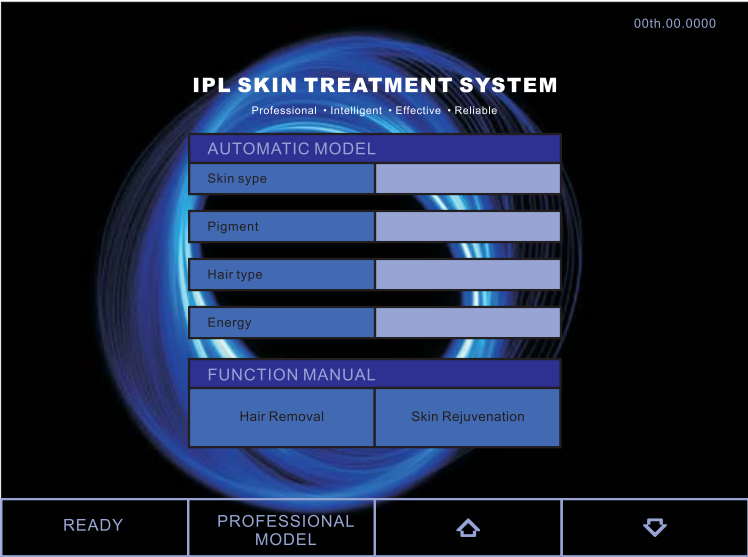 00th.00.0000
IPL SKIN TREATMENT SYSTEM
Professional • Intelligent • Effective • Reliable
AUTOMATIC MODEL
Skin sype
Pigment
Hair type
Energy
FUNCTION MANUAL
Hair Removal
Skin Rejuvenation
READY
PROFESSIONAL
MODEL